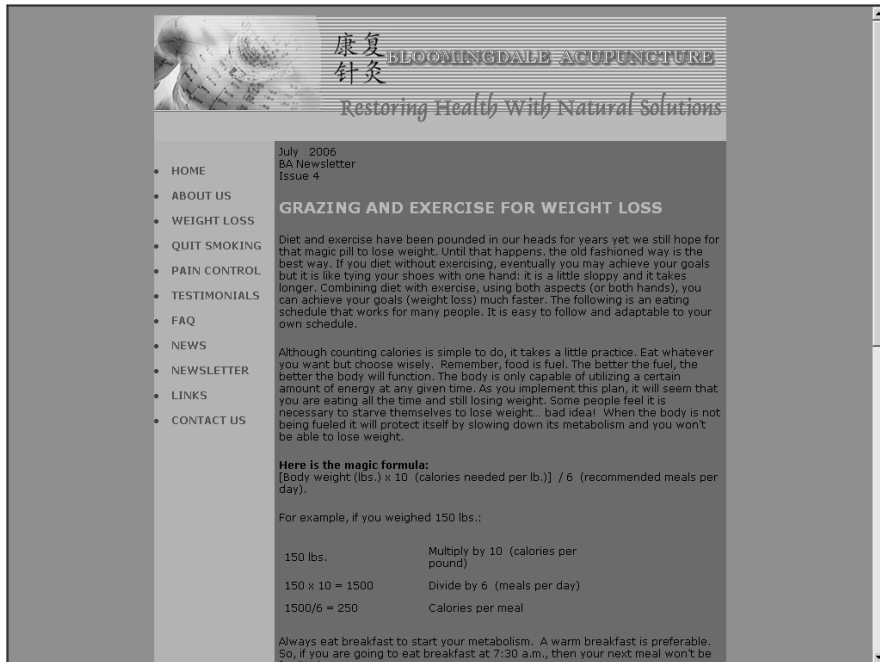 康复
针灸
BLOOMINGDALE ACUPUNCTURE
Restoring Health With Natural Solutions
HOME
ABOUT US
WEIGHT LOSS
QUIT SMOKING
PAIN CONTROL
TESTIMONIALS
FAQ
NEWS
NEWSLETTER
LINKS
CONTACT US
July 2006
BA Newsletter
Issue 4
GRAZING AND EXERCISE FOR WEIGHT LOSS
Diet and exercise have been pounded in our heads for years yet we still hope for
that magic pill to lose weight. Until that happens. the old fashioned way is the
best way. If you diet without exercising, eventually you may achieve your goals
but it is like tying your shoes with one hand: it is a little sloppy and it takes
longer. Combining diet with exercise, using both aspects (or both hands), you
can achieve your goals (weight loss) much faster. The following is an eating
schedule that works for many people. It is easy to follow and adaptable to your
own schedule.
Although counting calories is simple to do, it takes a little practice. Eat whatever
you want but choose wisely. Remember, food is fuel. The better the fuel, the
better the body will function. The body is only capable of utilizing a certain
amount of energy at any given time. As you implement this plan, it will seem that
you are eating all the time and still losing weight. Some people feel it is
necessary to starve themselves to lose weight... bad idea! When the body is not
being fueled it will protect itself by slowing down its metabolism and you won't
be able to lose weight.
Here is the magic formula:
[Body weight (lbs.) x 10 (calories needed per lb.)] / 6 (recommended meals per
day).
For example, if you weighed 150 lbs.:
150 lbs. Multiply by 10 (calories per
pound)
150 x 10 = 1500 Divide by 6 (meals per day)
1500/6 = 250 Calories per meal
Always eat breakfast to start your metabolism. A warm breakfast is preferable.
So, if you are going to eat breakfast at 7:30 a.m., then your next meal won't be